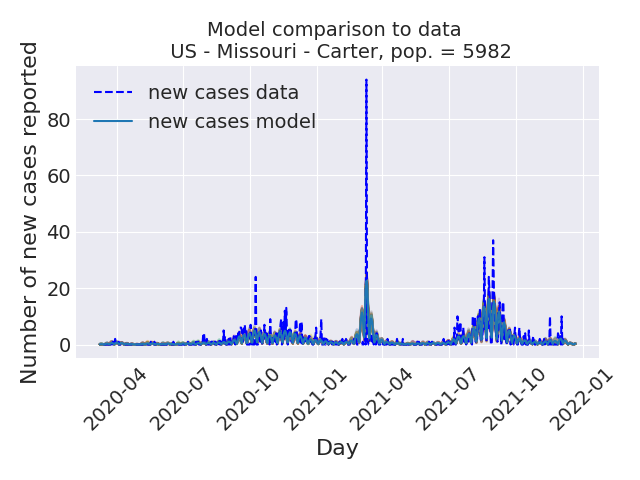 Model comparison to data
US - Missouri - Carter, pop. = 5982
new cases data
new cases model
Number of new cases reported
80
60
40
20
0
2020-04
2020-07
2020-10
2021-01
2021-04
2021-07
2021-10
2022-01
Day